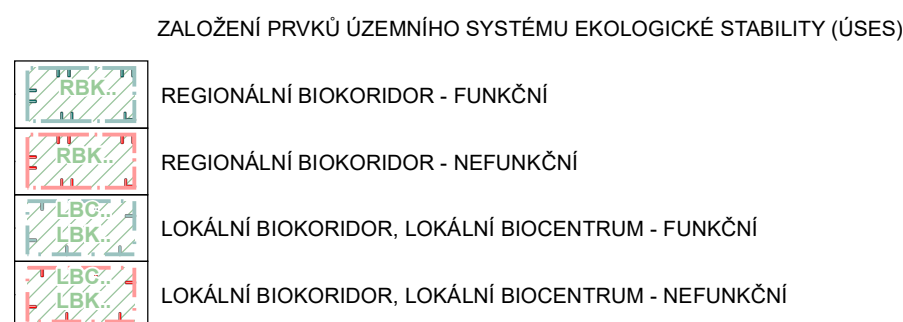 ZALOŽENÍ PRVKŮ ÚZEMNÍHO SYSTÉMU EKOLOGICKÉ STABILITY (ÚSES)
RBK..
REGIONÁLNÍ BIOKORIDOR - FUNKČNÍ
RBK..
REGIONÁLNÍ BIOKORIDOR - NEFUNKČNÍ
LBC..
LBK..
LOKÁLNÍ BIOKORIDOR, LOKÁLNÍ BIOCENTRUM - FUNKČNÍ
LBC..
LBK..
LOKÁLNÍ BIOKORIDOR, LOKÁLNÍ BIOCENTRUM - NEFUNKČNÍ